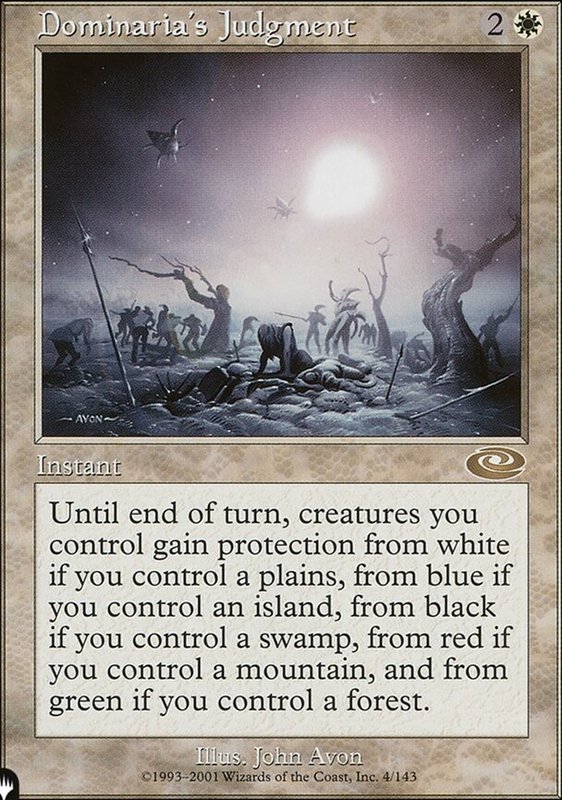 Dominaria's Judgment 2
AVON
Instant
Until end of turn, creatures you
control gain protection from white
if you control a plains, from blue if
you control an island, from black
if you control a swamp, from red if
you control a mountain, and from
green if you control a forest.
Illus. John Avon
©1993-2001 Wizards of the Coast, Inc. 4/143